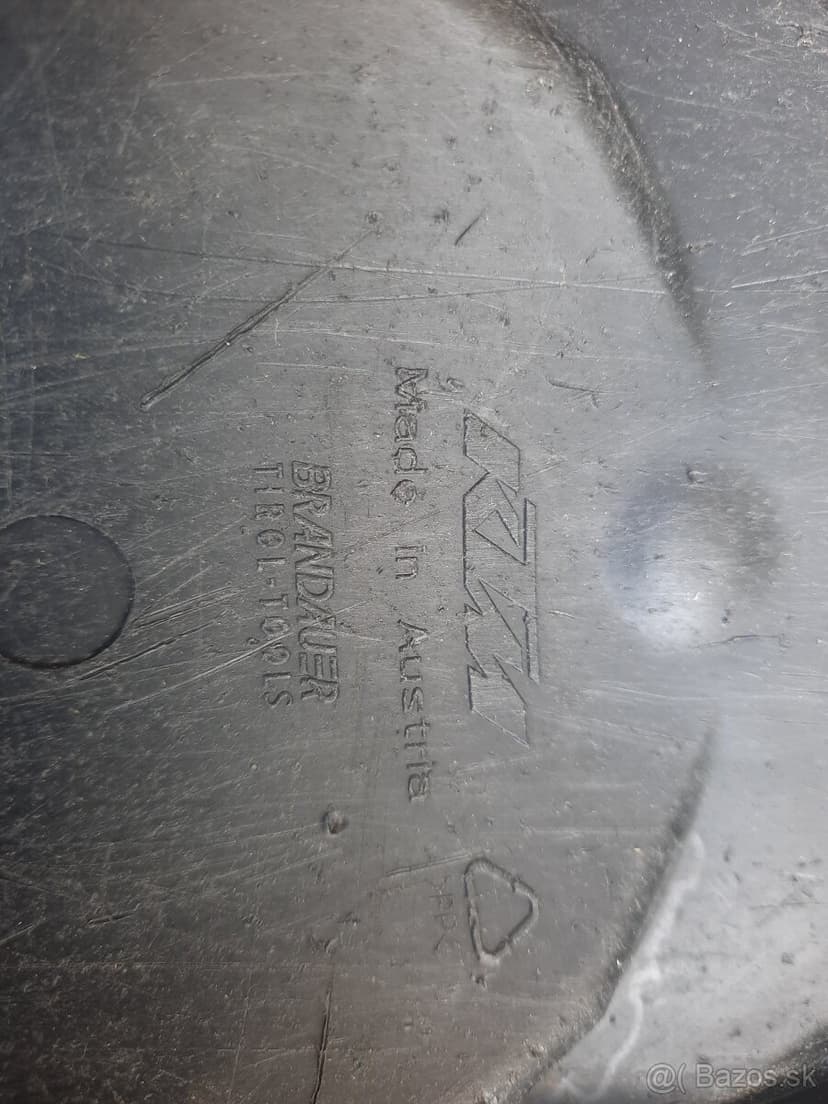 KTM
Made in Austria
BRANDAUER
TIROL-TOOLS
>PP<
@( Bazos.sk